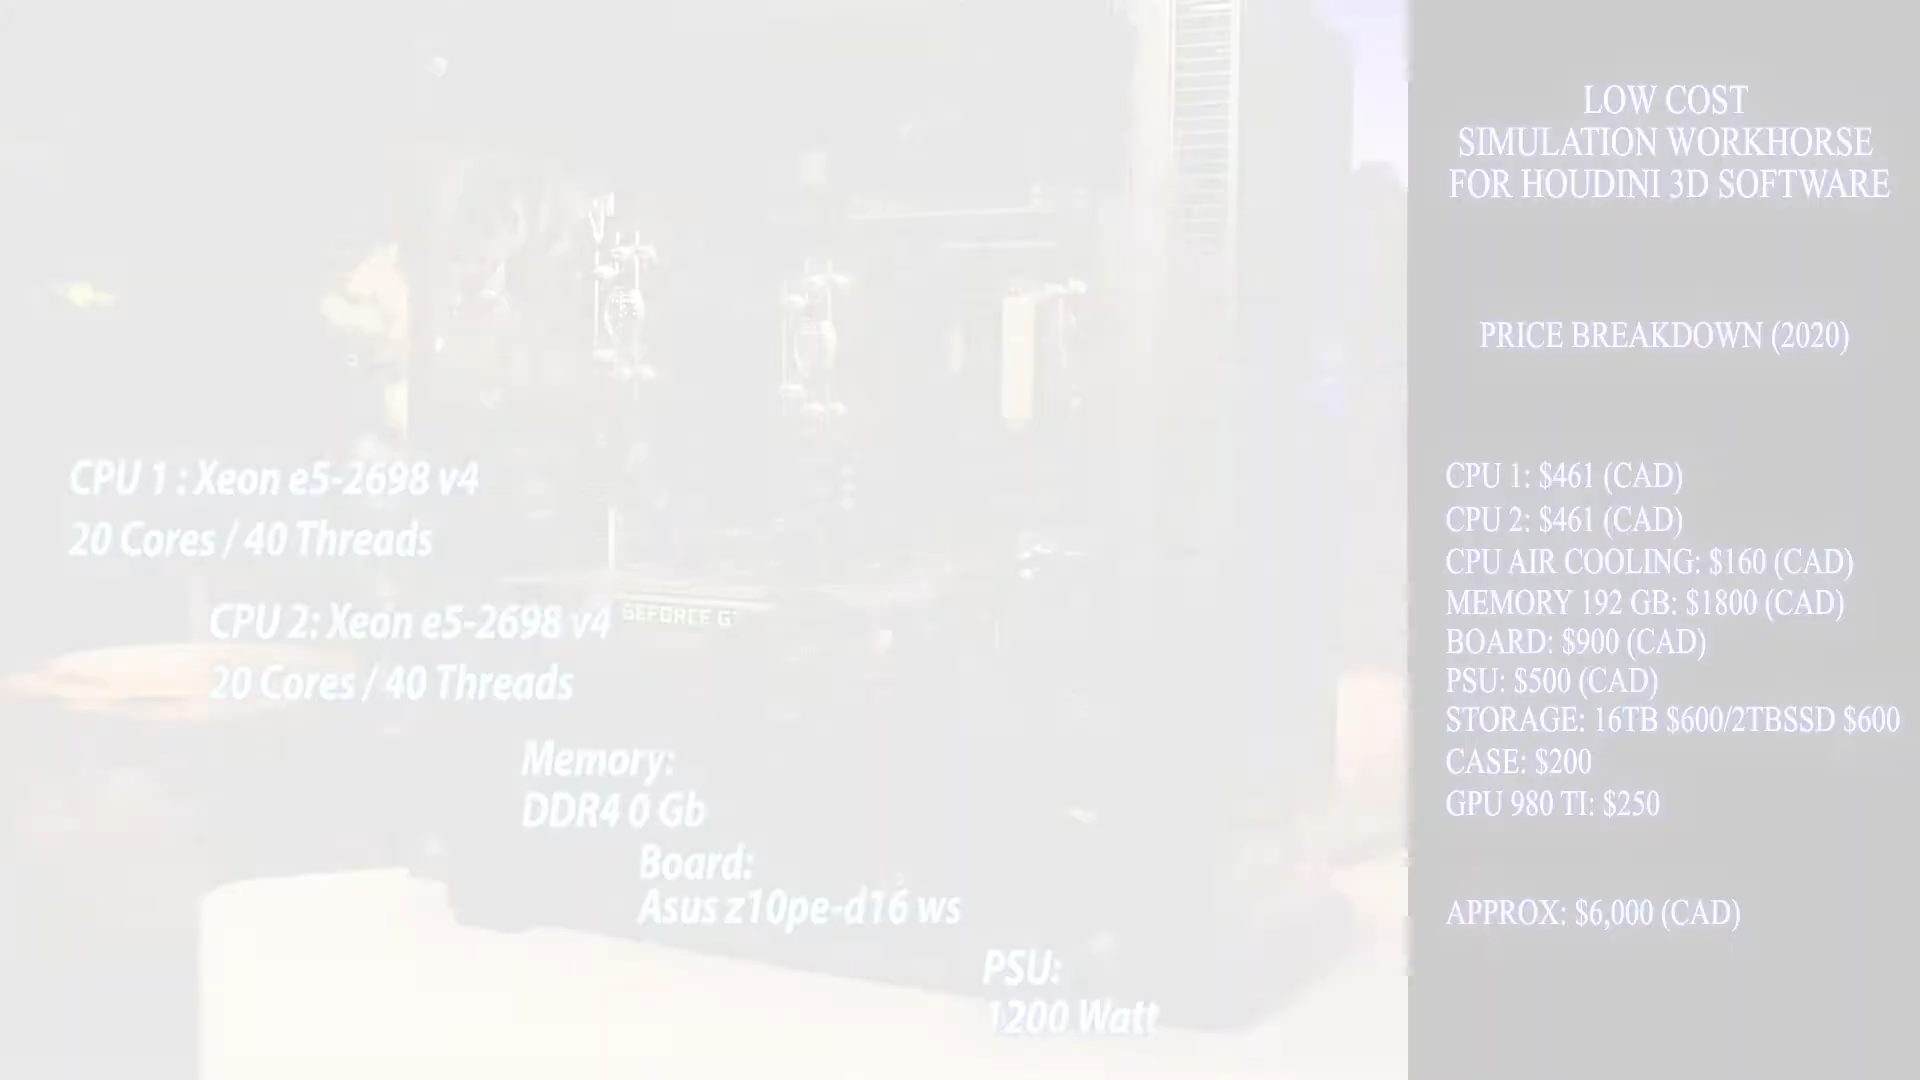 CPU 1 : Xeon e5-2698 v4
20 Cores / 40 Threads
CPU 2: Xeon e5-2698 v4
20 Cores / 40 Threads
GEFORCE G
Memory:
DDR4 0 Gb
Board:
Asus z10pe-d16 ws
PSU:
1200 Watt
LOW COST
SIMULATION WORKHORSE
FOR HOUDINI 3D SOFTWARE
PRICE BREAKDOWN (2020)
CPU 1: $461 (CAD)
CPU 2: $461 (CAD)
CPU AIR COOLING: $160 (CAD)
MEMORY 192 GB: $1800 (CAD)
BOARD: $900 (CAD)
PSU: $500 (CAD)
STORAGE: 16TB $600/2TBSSD $600
CASE: $200
GPU 980 TI: $250
APPROX: $6,000 (CAD)